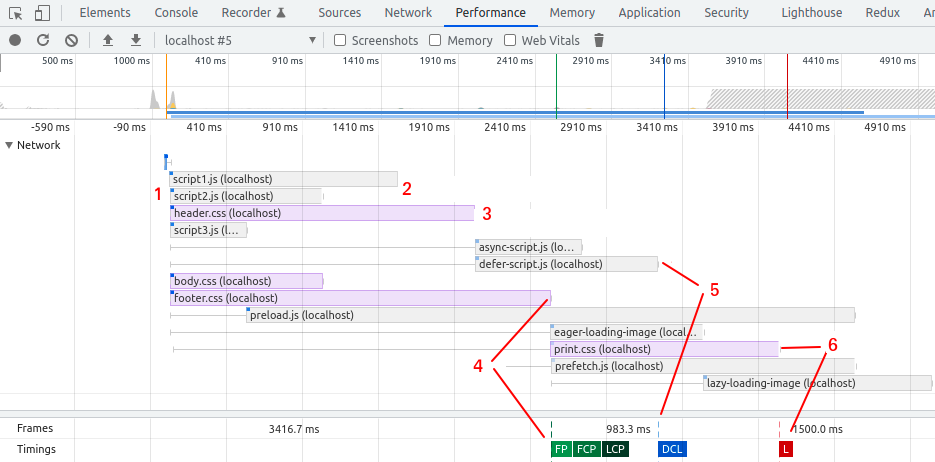 Elements Console Recorder Sources Network Performance Memory Application Security Lighthouse Redux
localhost #5 Screenshots Memory Web Vitals
500 ms 1000 ms 410 ms 910 ms 1410 ms 1910 ms 2410 ms 2910 ms 3410 ms 3910 ms 4410 ms 4910 ms
-590 ms -90 ms 410 ms 910 ms 1410 ms 1910 ms 2410 ms 2910 ms 3410 ms 3910 ms 4410 ms 4910 ms
Network
script1.js (localhost)
2
1
script2.js (localhost)
header.css (localhost)
3
script3.js (l...
async-script.js (lo...
defer-script.js (localhost)
body.css (localhost)
5
footer.css (localhost)
preload.js (localhost)
eager-loading-image (local...
print.css (localhost)
6
4
prefetch.js (localhost)
lazy-loading-image (localhost)
Frames 3416.7 ms 983.3 ms 1500.0 ms
Timings FP FCP LCP DCL L